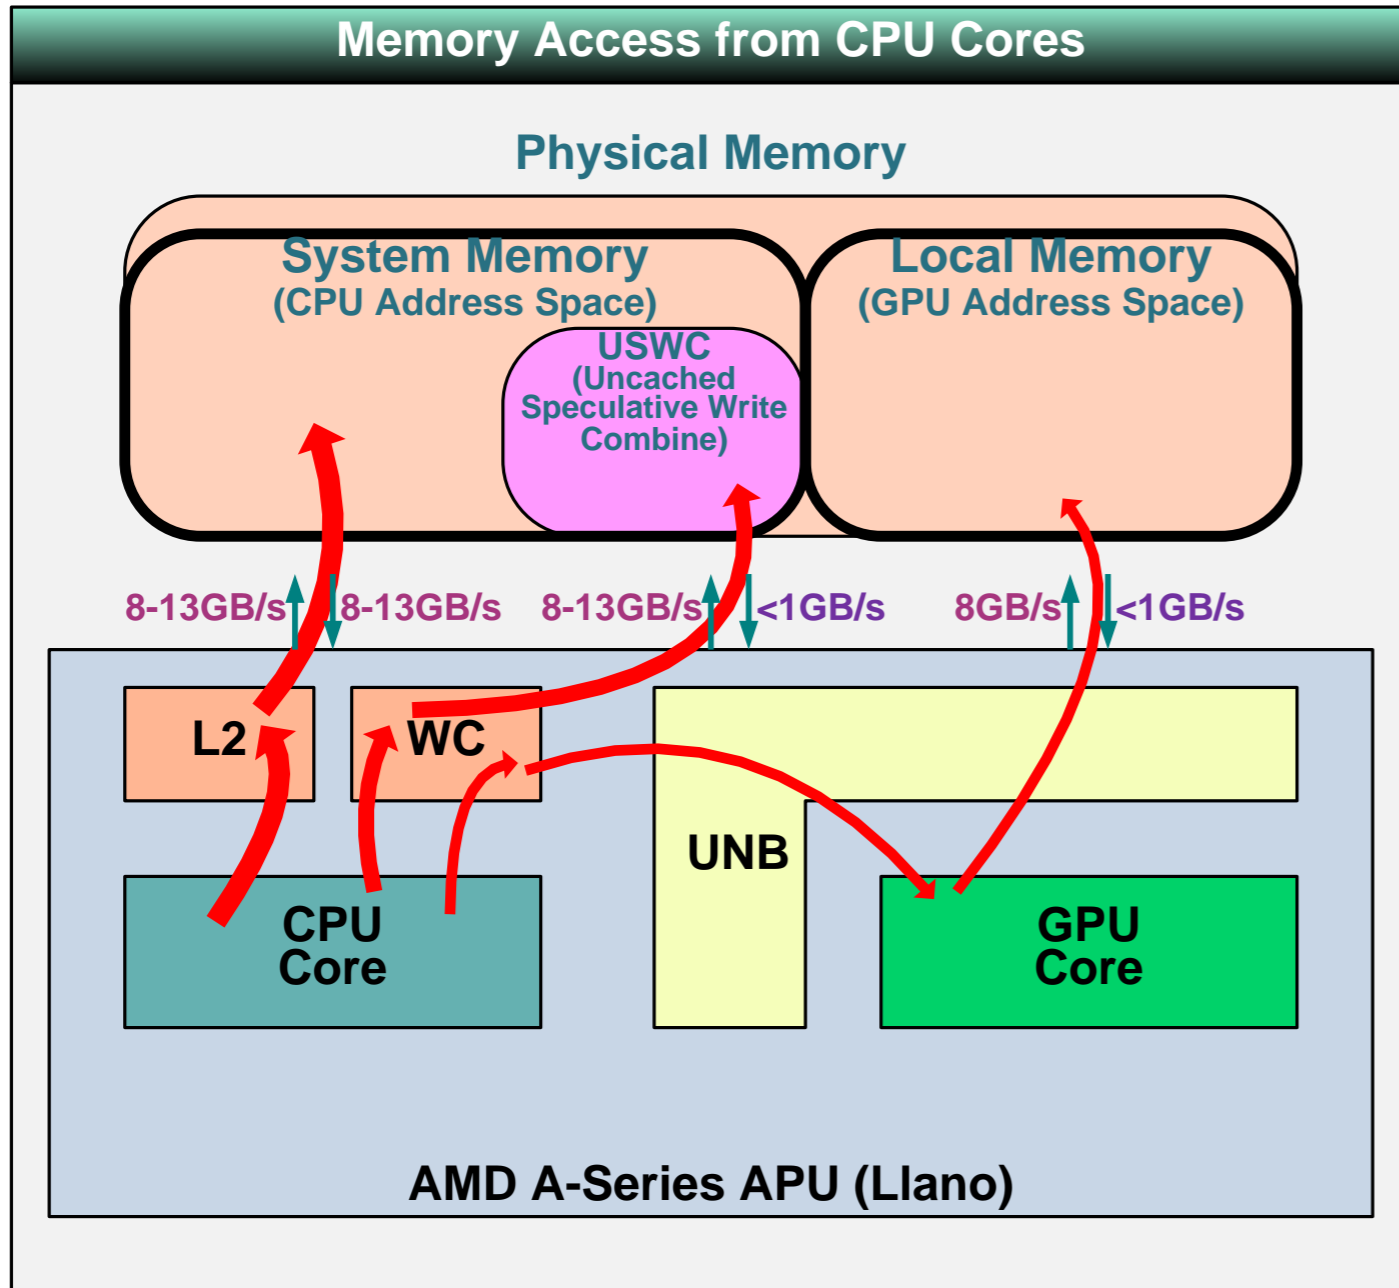 Memory Access from CPU Cores
Physical Memory
System Memory
(CPU Address Space)
Local Memory
(GPU Address Space)
USWC
(Uncached
Speculative Write
Combine)
8-13GB/s
8-13GB/s
8-13GB/s
<1GB/s
8GB/s
<1GB/s
L2
WC
UNB
CPU
Core
GPU
Core
AMD A-Series APU (Llano)